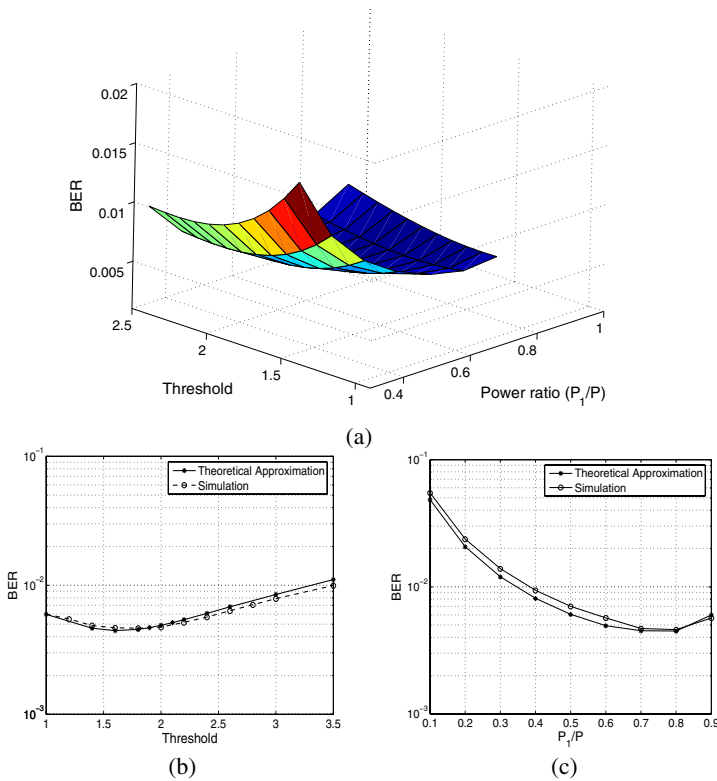 0.02
0.015
0.01
0.005
BER
2.5
2
1.5
1
Threshold
0.4
0.6
0.8
1
Power ratio (P1/P)
(a)
10^-1
10^-2
10^-3
BER
Theoretical Approximation
Simulation
1 1.5 2 2.5 3 3.5
Threshold
(b)
10^-1
10^-2
10^-3
BER
Theoretical Approximation
Simulation
0.1 0.2 0.3 0.4 0.5 0.6 0.7 0.8 0.9
P1/P
(c)